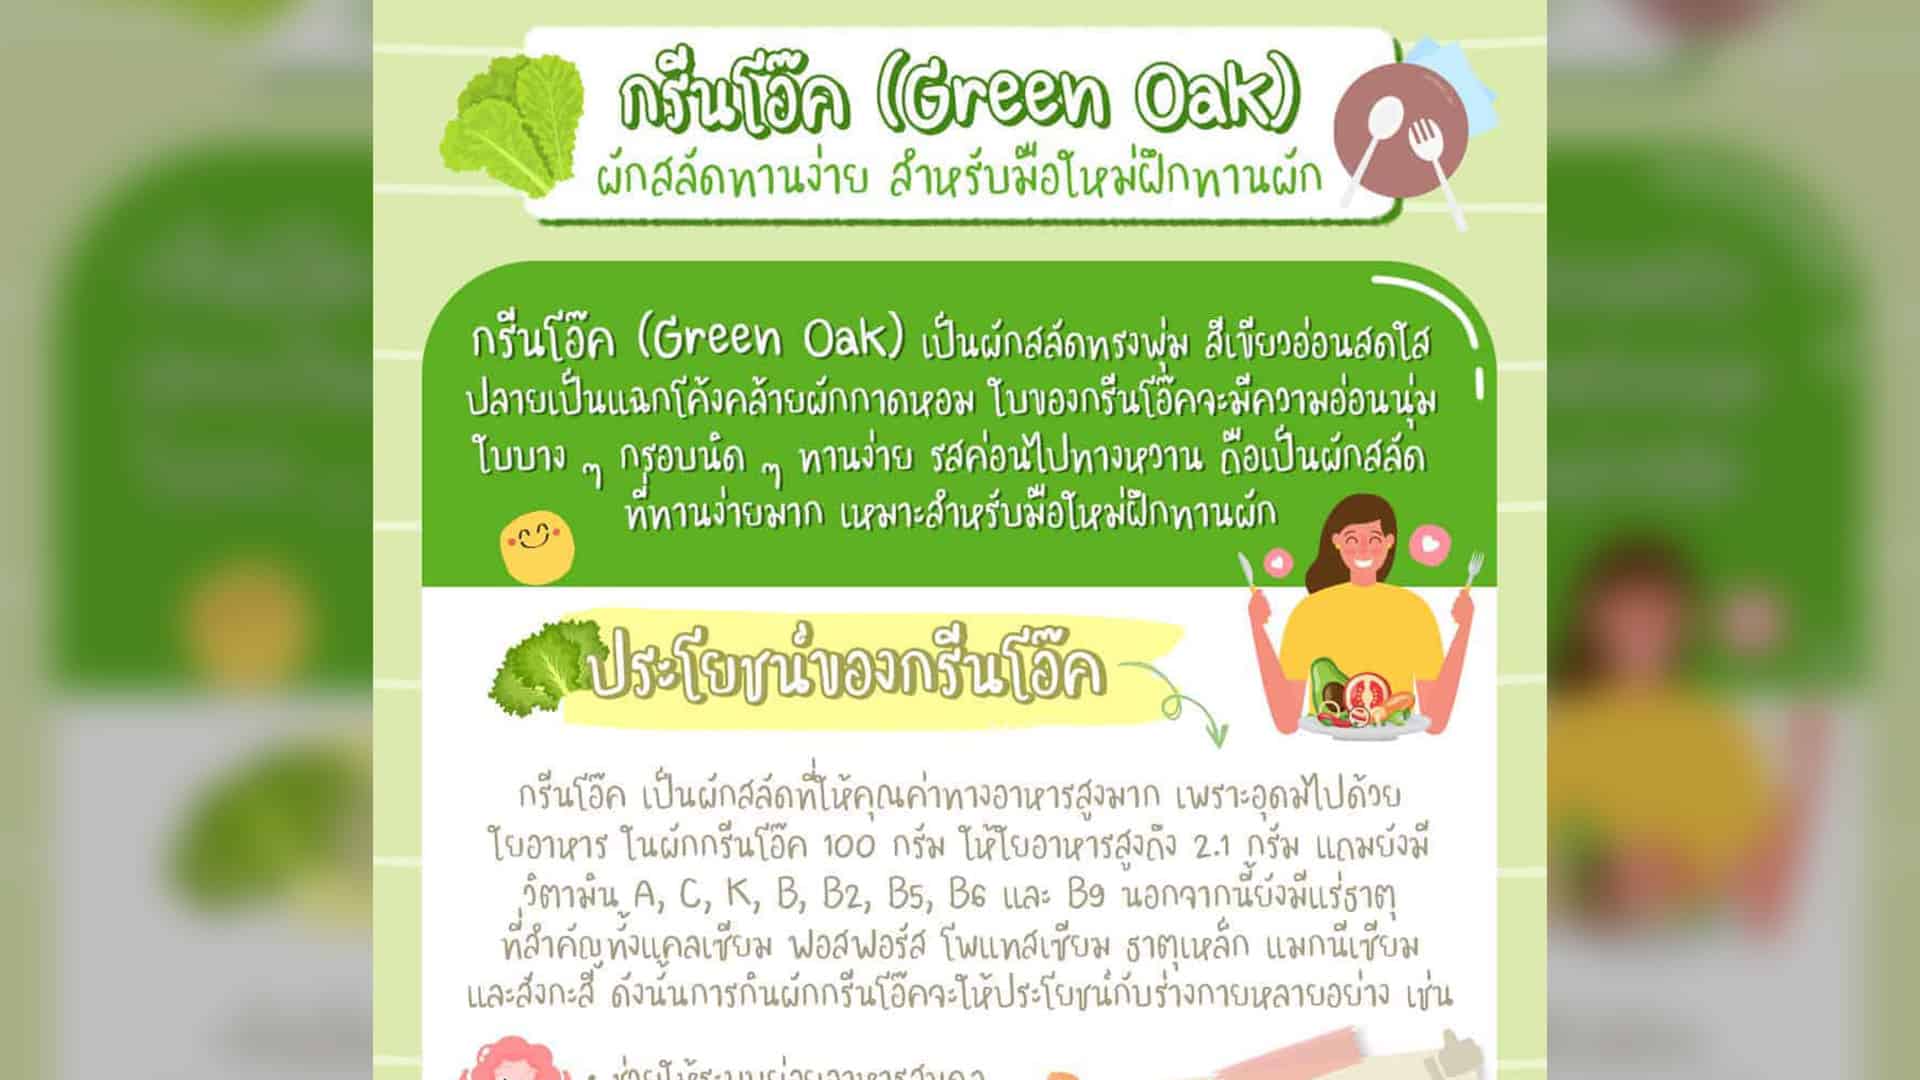 กรีนโอ๊ค (Green Oak)
ผักสลัดทานง่าย สำหรับมือใหม่ฝึกทานผัก
กรีนโอ๊ค (Green Oak) เป็นผักสลัดทรงพุ่ม สีเขียวอ่อนสดใส
ปลายเป็นแฉกโค้งคล้ายผักกาดหอม ใบของกรีนโอ๊คจะมีความอ่อนนุ่ม
ใบบาง ๆ กรอบนิด ๆ ทานง่าย รสค่อนไปทางหวาน ถือเป็นผักสลัด
ที่ทานง่ายมาก เหมาะสำหรับมือใหม่ฝึกทานผัก
ประโยชน์ของกรีนโอ๊ค
กรีนโอ๊ค เป็นผักสลัดที่ให้คุณค่าทางอาหารสูงมาก เพราะอุดมไปด้วย
ใยอาหาร ในผักกรีนโอ๊ค 100 กรัม ให้ใยอาหารสูงถึง 2.1 กรัม แถมยังมี
วิตามิน A, C, K, B, B2, B5, B6 และ B9 นอกจากนี้ยังมีแร่ธาตุ
ที่สำคัญทั้งแคลเซียม ฟอสฟอรัส โพแทสเซียม ธาตุเหล็ก แมกนีเซียม
และสังกะสี ดังนั้นการกินผักกรีนโอ๊คจะให้ประโยชน์กับร่างกายหลายอย่าง เช่น
• ช่วยให้ระบบย่อยอาหารสมดุล